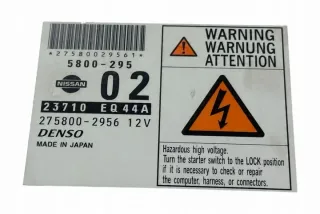 *27580029561*
5800-295
NISSAN
02
23710 EQ44A
275800-2956 12V
DENSO
MADE IN JAPAN
WARNING
WARNUNG
ATTENTION
Hazardous high voltage.
Turn the starter switch to the LOCK position
if it is necessary to check or repair
the computer, harness, or connectors.